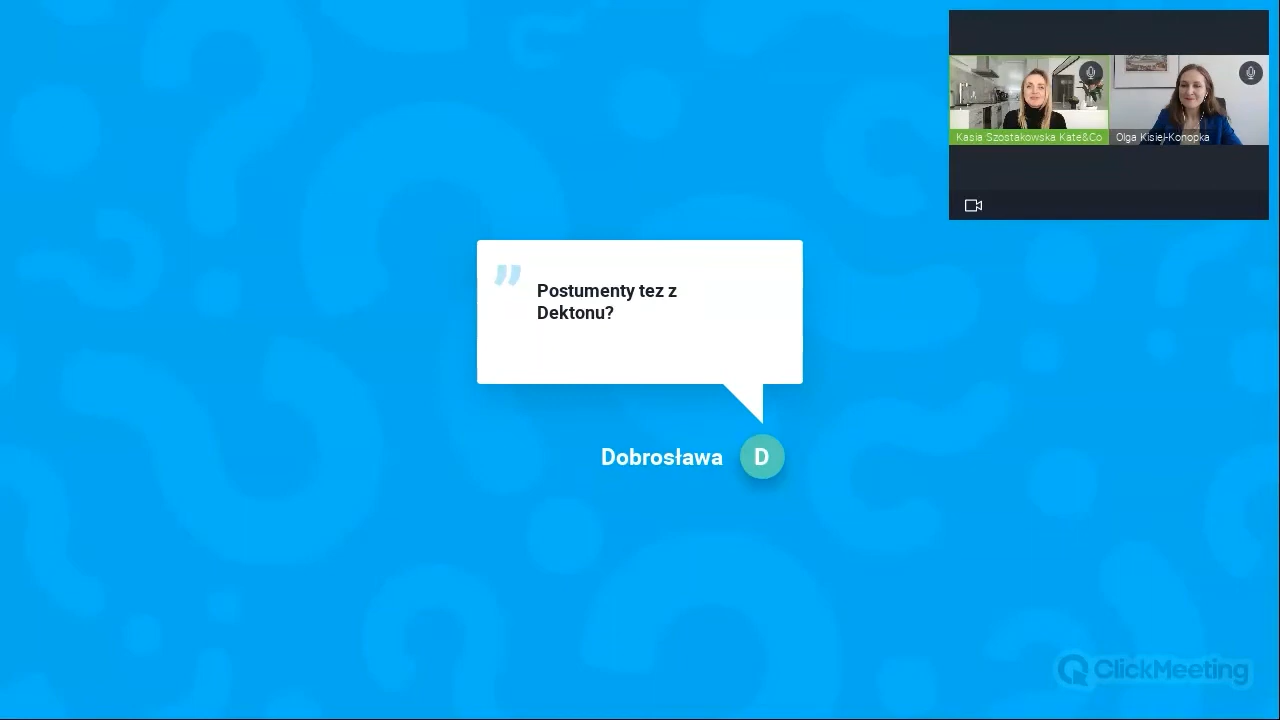 Kasia Szostakowska Kate&Co
Olga Kisiel-Konopka
Postumenty tez z
Dektonu?
Dobrosława
D
ClickMeeting